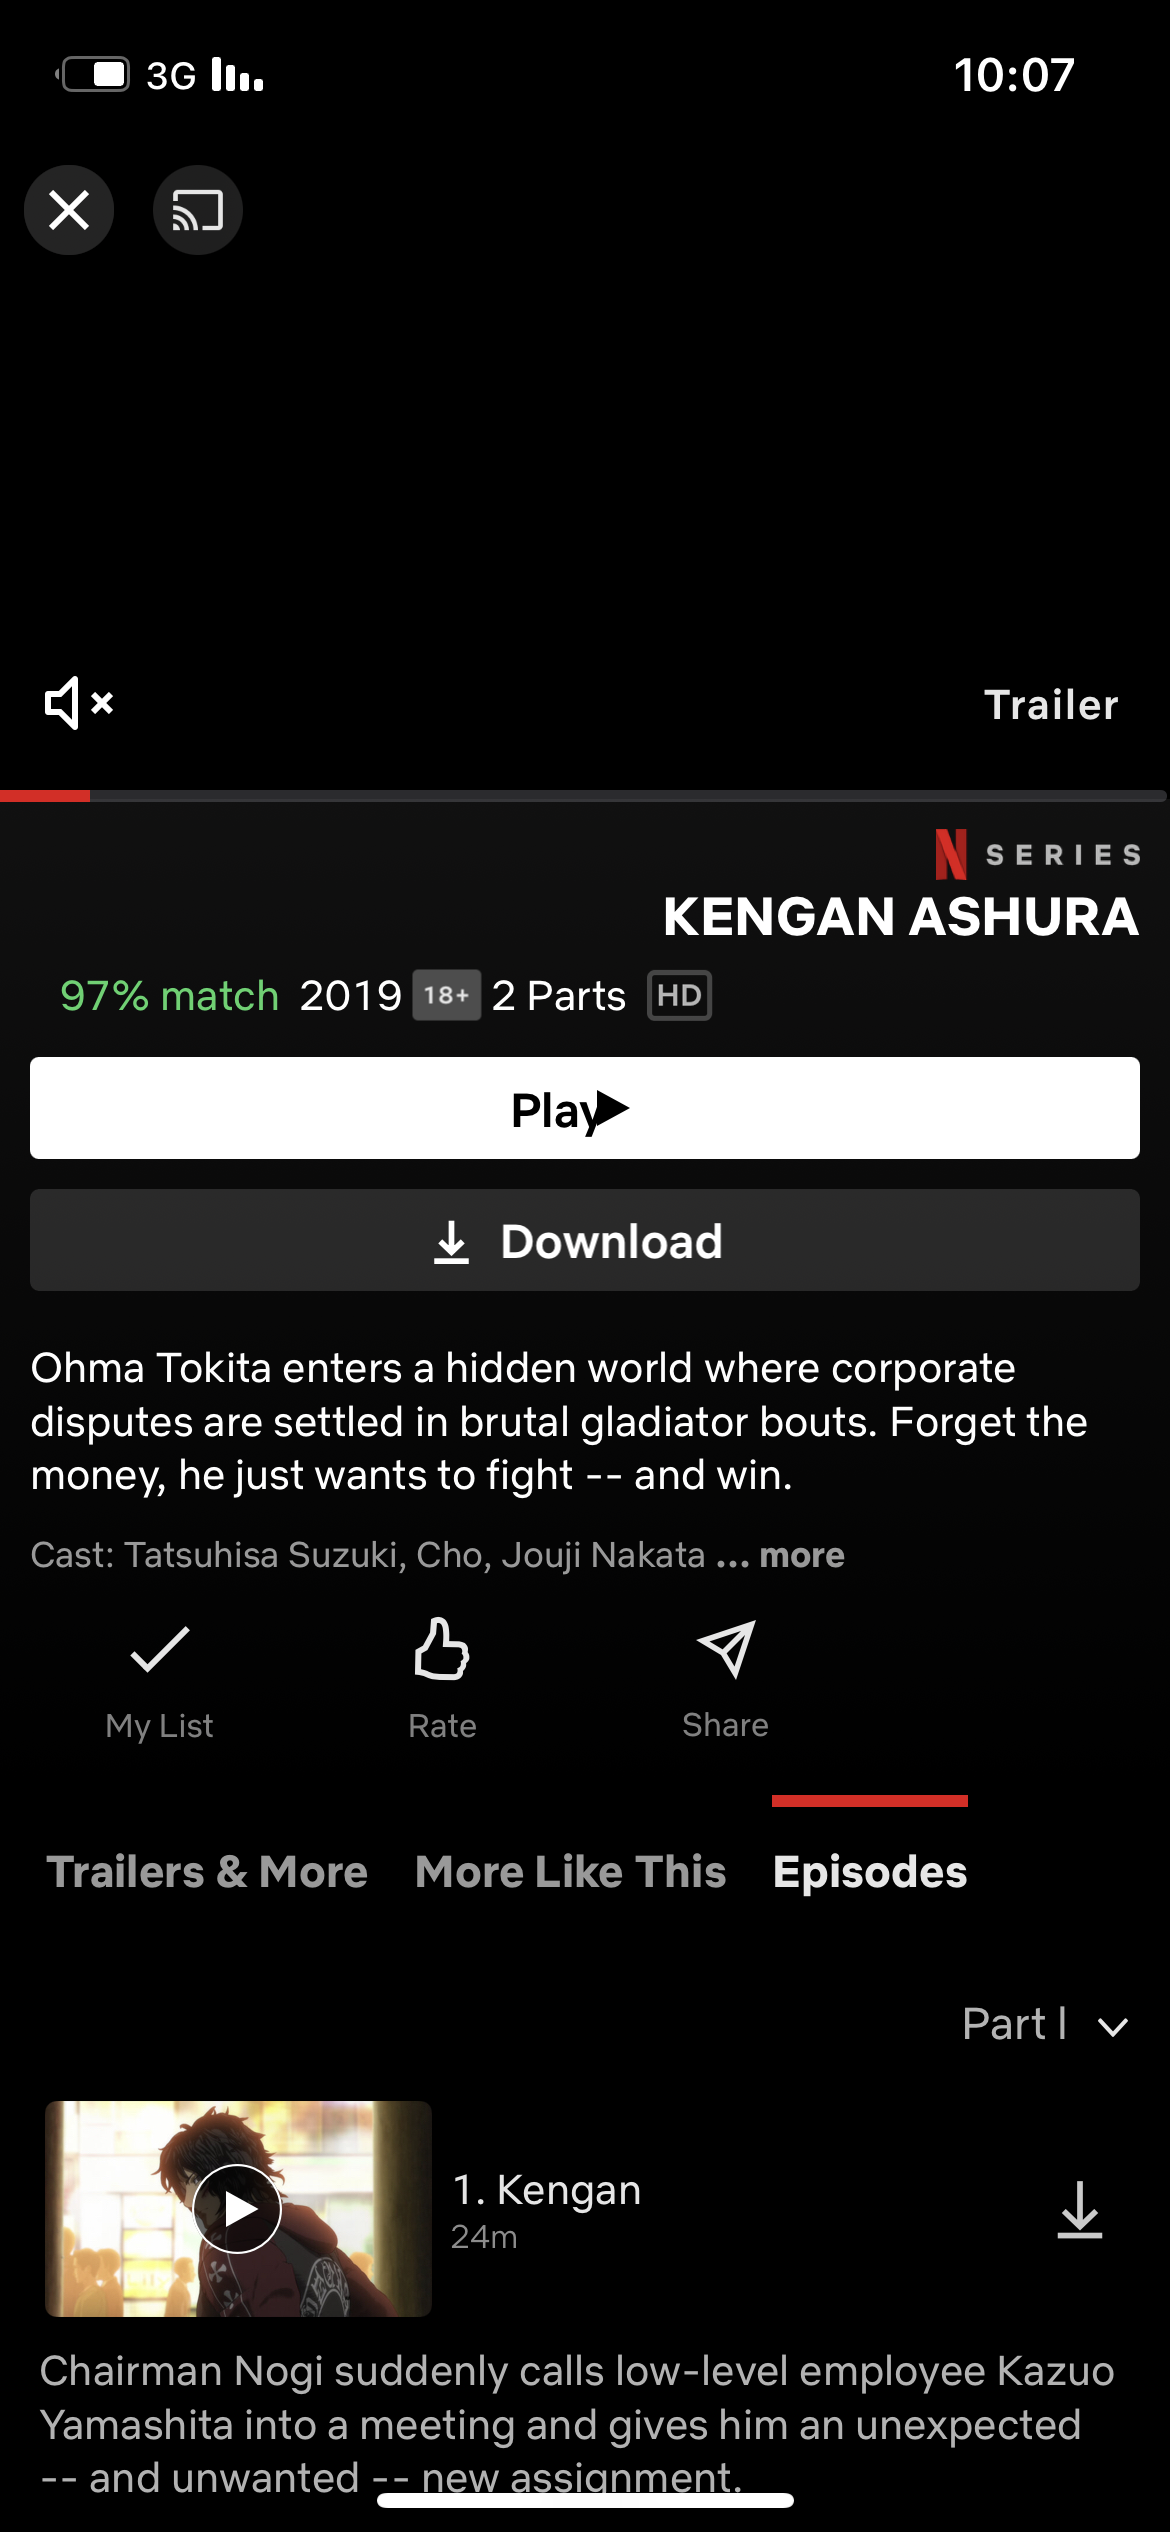 3G
10:07
Trailer
N SERIES
KENGAN ASHURA
97% match 2019 18+ 2 Parts HD
Play
Download
Ohma Tokita enters a hidden world where corporate
disputes are settled in brutal gladiator bouts. Forget the
money, he just wants to fight -- and win.
Cast: Tatsuhisa Suzuki, Cho, Jouji Nakata ... more
My List
Rate
Share
Trailers & More
More Like This
Episodes
Part I
1. Kengan
24m
Chairman Nogi suddenly calls low-level employee Kazuo
Yamashita into a meeting and gives him an unexpected
-- and unwanted -- new assignment.